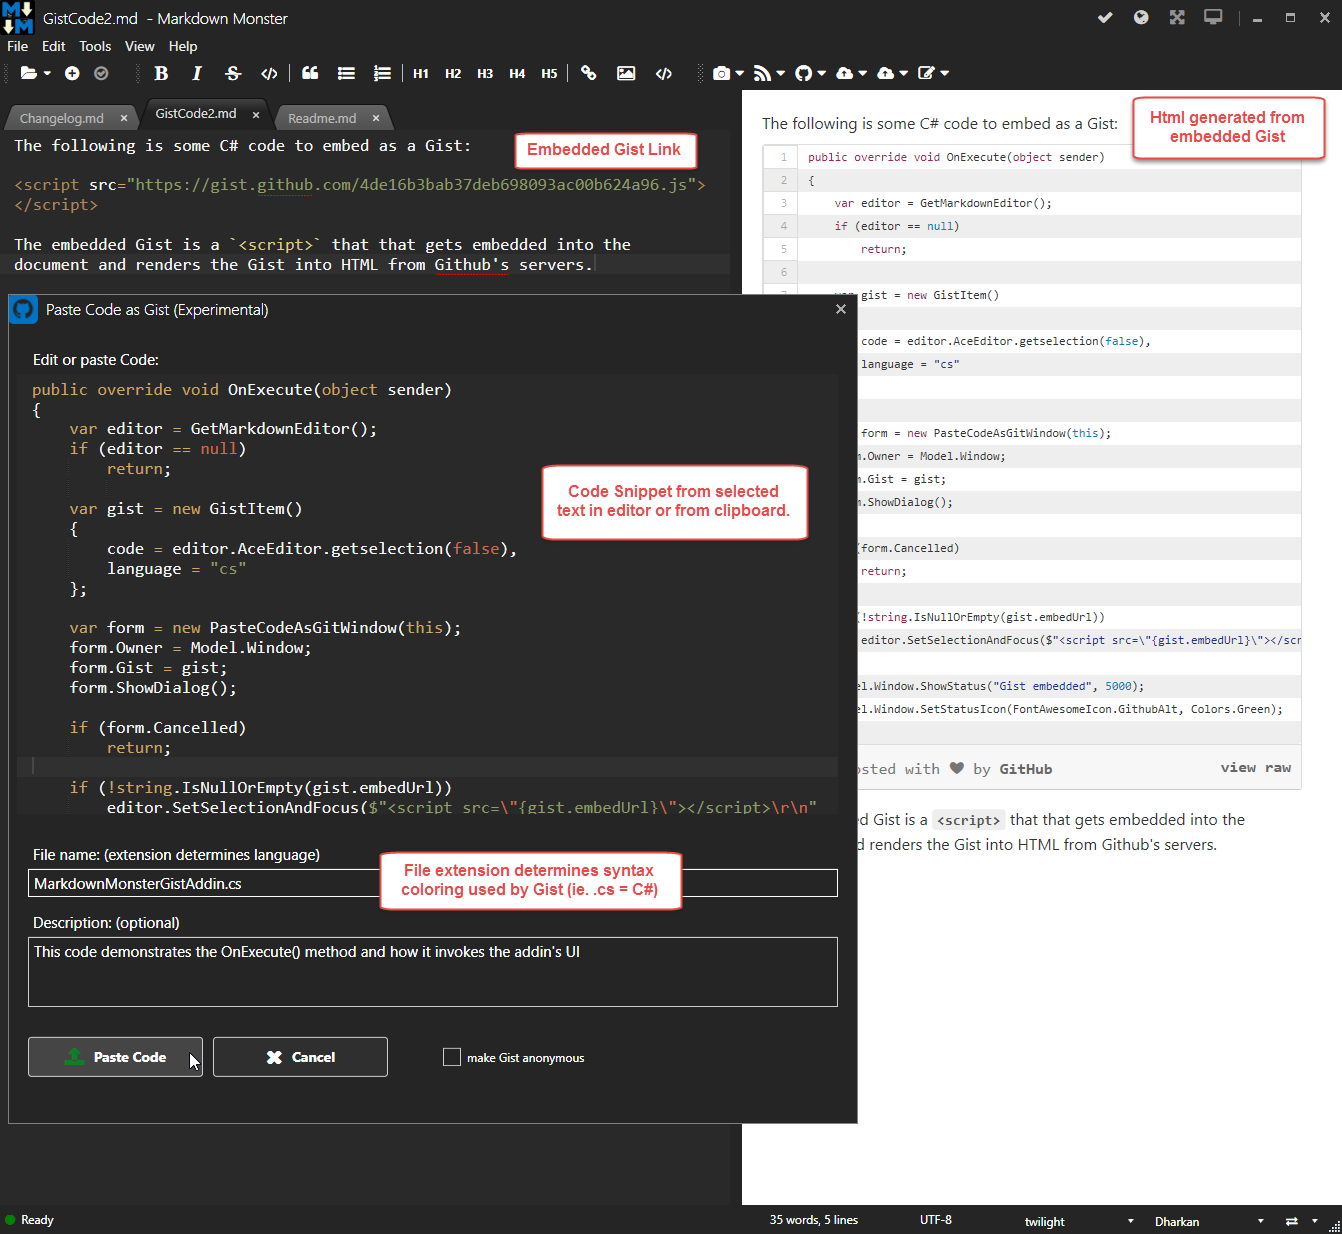 GistCode2.md - Markdown Monster
File Edit Tools View Help
B I S </> H1 H2 H3 H4 H5 </>
Changelog.md × GistCode2.md × Readme.md ×
The following is some C# code to embed as a Gist:
Embedded Gist Link
<script src="https://gist.github.com/4de16b3bab37deb698093ac00b624a96.js">
</script>
The embedded Gist is a `<script>` that that gets embedded into the
document and renders the Gist into HTML from Github's servers.
Paste Code as Gist (Experimental)
Edit or paste Code:
public override void OnExecute(object sender)
{
var editor = GetMarkdownEditor();
if (editor == null)
return;
var gist = new GistItem()
{
code = editor.AceEditor.getselection(false),
language = "cs"
};
var form = new PasteCodeAsGitWindow(this);
form.Owner = Model.Window;
form.Gist = gist;
form.ShowDialog();
if (form.Cancelled)
return;
if (!string.IsNullOrEmpty(gist.embedUrl))
editor.SetSelectionAndFocus($"<script src=\"{gist.embedUrl}\"></script>\r\n"
Code Snippet from selected
text in editor or from clipboard.
File name: (extension determines language)
MarkdownMonsterGistAddin.cs
File extension determines syntax
coloring used by Gist (ie. .cs = C#)
Description: (optional)
This code demonstrates the OnExecute() method and how it invokes the addin's UI
Paste Code
Cancel
make Gist anonymous
The following is some C# code to embed as a Gist:
Html generated from
embedded Gist
1 public override void OnExecute(object sender)
2 {
3 var editor = GetMarkdownEditor();
4 if (editor == null)
5 return;
6
gist = new GistItem()
code = editor.AceEditor.getselection(false),
language = "cs"
form = new PasteCodeAsGitWindow(this);
.Owner = Model.Window;
.Gist = gist;
.ShowDialog();
(form.Cancelled)
return;
(!string.IsNullOrEmpty(gist.embedUrl))
editor.SetSelectionAndFocus($"<script src=\"{gist.embedUrl}\"></scr
el.Window.ShowStatus("Gist embedded", 5000);
el.Window.SetStatusIcon(FontAwesomeIcon.GithubAlt, Colors.Green);
osted with ❤ by GitHub view raw
d Gist is a <script> that that gets embedded into the
d renders the Gist into HTML from Github's servers.
Ready 35 words, 5 lines UTF-8 twilight Dharkan